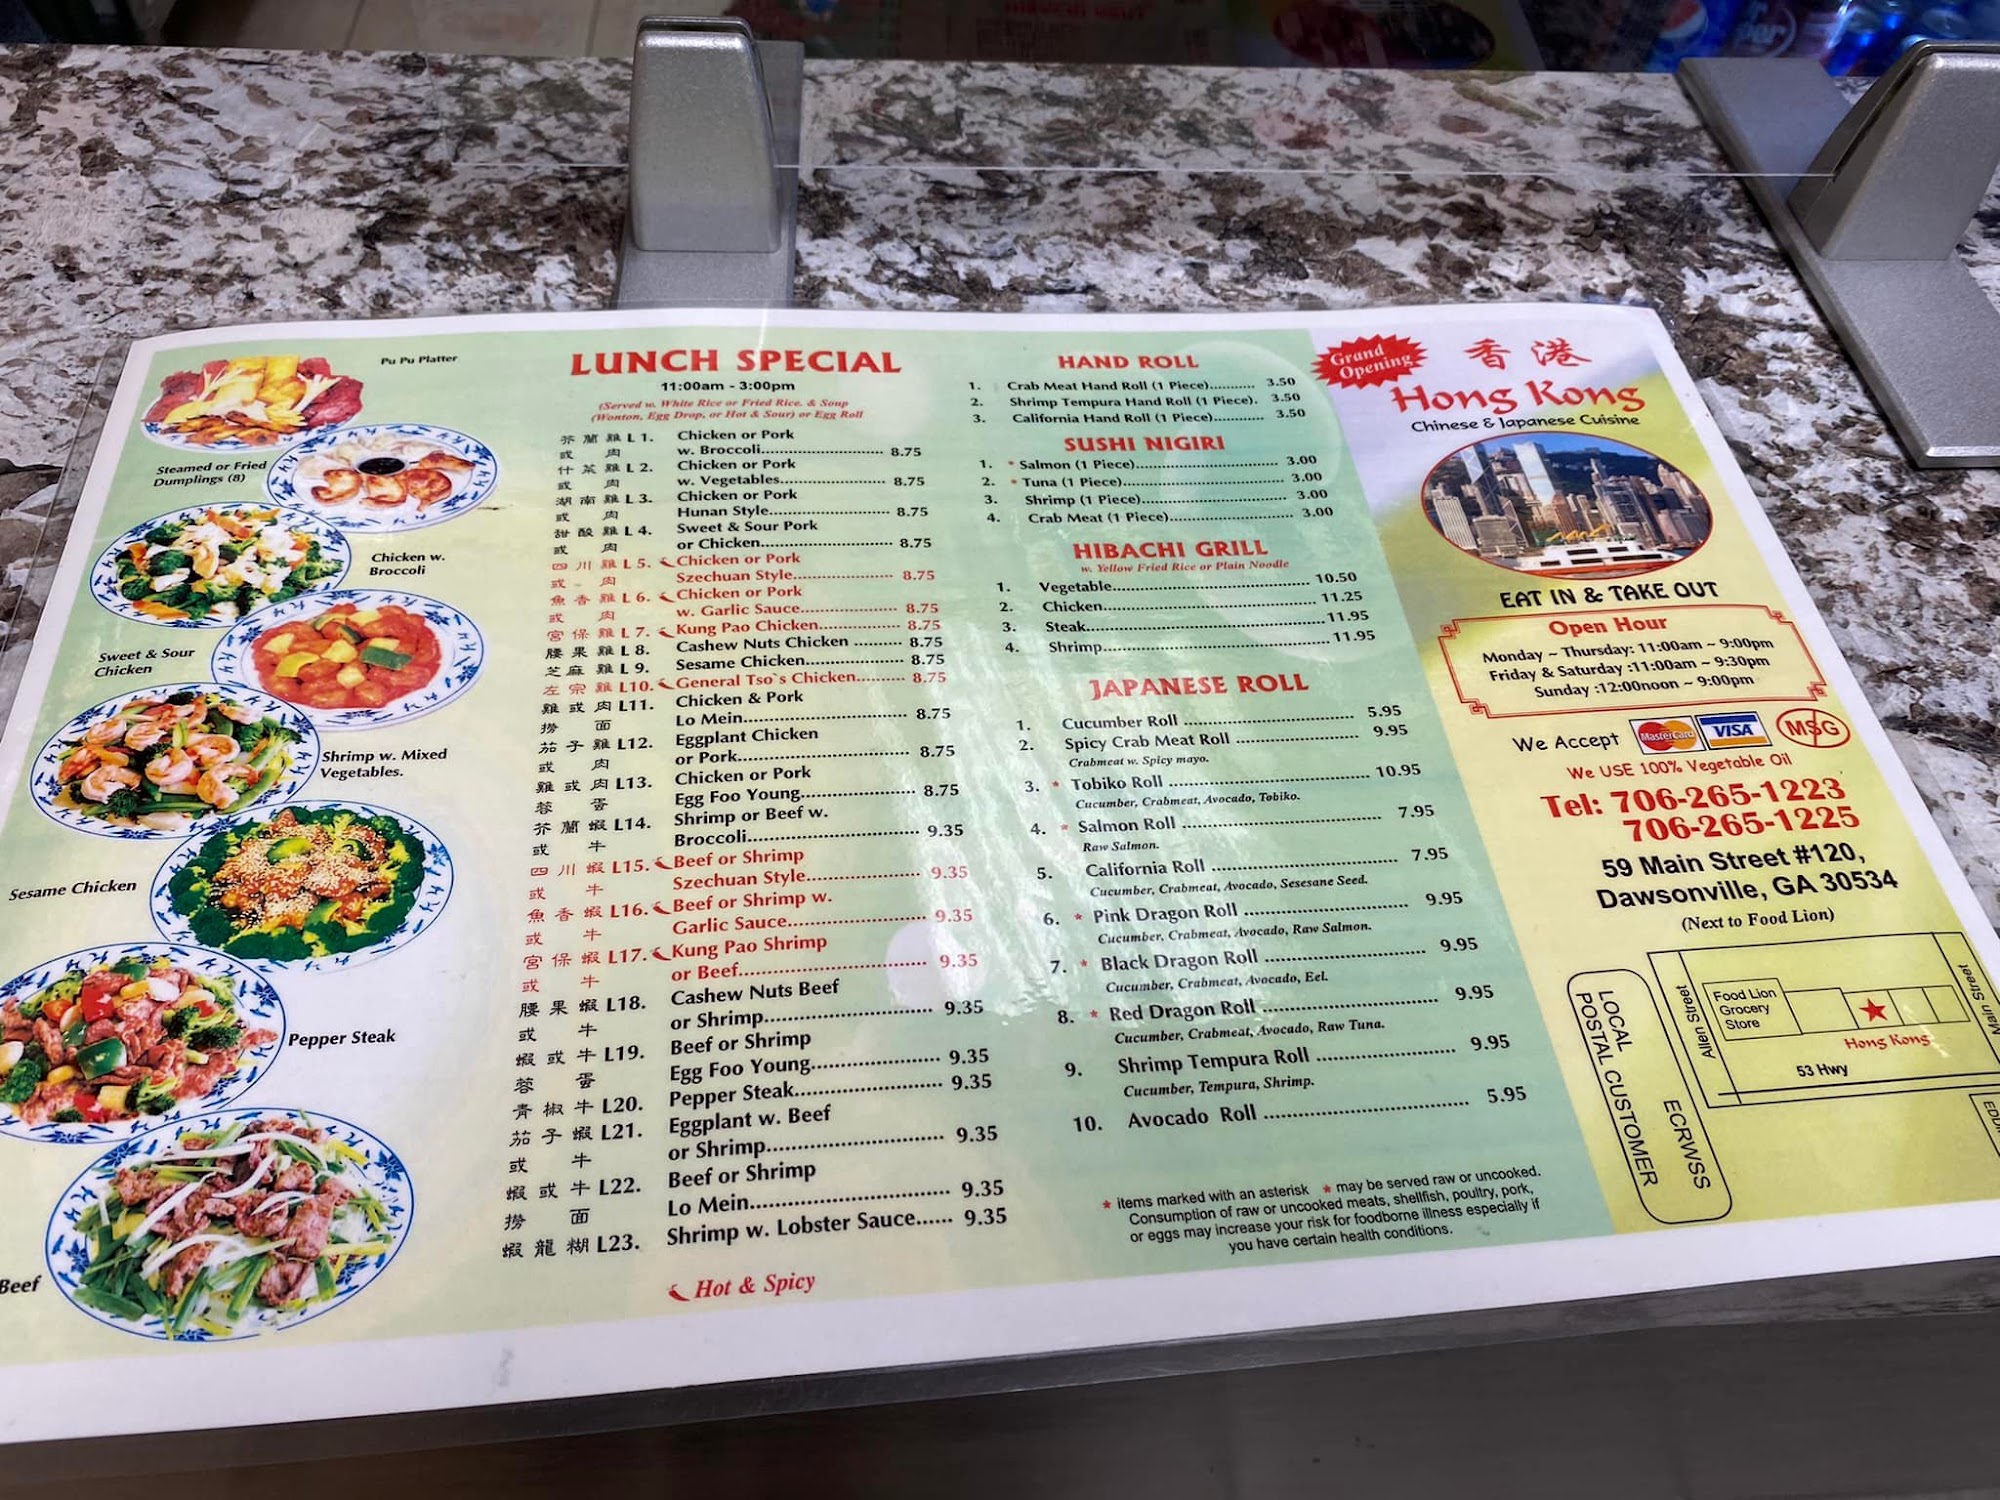 Pu Pu Platter
Steamed or Fried
Dumplings (8)
Chicken w.
Broccoli
Sweet & Sour
Chicken
Shrimp w. Mixed
Vegetables.
Sesame Chicken
Pepper Steak
Beef
LUNCH SPECIAL
11:00am - 3:00pm
(Served w. White Rice or Fried Rice. & Soup
(Wonton, Egg Drop, or Hot & Sour) or Egg Roll
芥蘭雞 L 1. Chicken or Pork
或 肉 w. Broccoli 8.75
什菜雞 L 2. Chicken or Pork
或 肉 w. Vegetables 8.75
湖南雞 L 3. Chicken or Pork
或 肉 Hunan Style 8.75
甜酸雞 L 4. Sweet & Sour Pork
或 肉 or Chicken 8.75
四川雞 L 5. Chicken or Pork
或 肉 Szechuan Style 8.75
魚香雞 L 6. Chicken or Pork
或 肉 w. Garlic Sauce 8.75
宮保雞 L 7. Kung Pao Chicken 8.75
腰果雞 L 8. Cashew Nuts Chicken 8.75
芝麻雞 L 9. Sesame Chicken 8.75
左宗雞 L10. General Tso`s Chicken 8.75
雞或肉 L11. Chicken & Pork
撈 面 Lo Mein 8.75
茄子雞 L12. Eggplant Chicken
或 肉 or Pork 8.75
雞或肉 L13. Chicken or Pork
蓉 蛋 Egg Foo Young 8.75
芥蘭蝦 L14. Shrimp or Beef w.
或 牛 Broccoli 9.35
四川蝦 L15. Beef or Shrimp
或 牛 Szechuan Style 9.35
魚香蝦 L16. Beef or Shrimp w.
或 牛 Garlic Sauce 9.35
宮保蝦 L17. Kung Pao Shrimp
或 牛 or Beef 9.35
腰果蝦 L18. Cashew Nuts Beef
或 牛 or Shrimp 9.35
蝦或牛 L19. Beef or Shrimp
蓉 蛋 Egg Foo Young 9.35
青椒牛 L20. Pepper Steak 9.35
茄子蝦 L21. Eggplant w. Beef
或 牛 or Shrimp 9.35
蝦或牛 L22. Beef or Shrimp
撈 面 Lo Mein 9.35
蝦龍糊 L23. Shrimp w. Lobster Sauce 9.35
Hot & Spicy
HAND ROLL
1. Crab Meat Hand Roll (1 Piece) 3.50
2. Shrimp Tempura Hand Roll (1 Piece). 3.50
3. California Hand Roll (1 Piece) 3.50
SUSHI NIGIRI
1. * Salmon (1 Piece) 3.00
2. * Tuna (1 Piece) 3.00
3. Shrimp (1 Piece) 3.00
4. Crab Meat (1 Piece) 3.00
HIBACHI GRILL
w. Yellow Fried Rice or Plain Noodle
1. Vegetable 10.50
2. Chicken 11.25
3. Steak 11.95
4. Shrimp 11.95
JAPANESE ROLL
1. Cucumber Roll 5.95
2. Spicy Crab Meat Roll 9.95
Crabmeat w. Spicy mayo.
3. * Tobiko Roll 10.95
Cucumber, Crabmeat, Avocado, Tobiko.
4. * Salmon Roll 7.95
Raw Salmon.
5. California Roll 7.95
Cucumber, Crabmeat, Avocado, Sesesane Seed.
6. * Pink Dragon Roll 9.95
Cucumber, Crabmeat, Avocado, Raw Salmon.
7. * Black Dragon Roll 9.95
Cucumber, Crabmeat, Avocado, Eel.
8. * Red Dragon Roll 9.95
Cucumber, Crabmeat, Avocado, Raw Tuna.
9. Shrimp Tempura Roll 9.95
Cucumber, Tempura, Shrimp.
10. Avocado Roll 5.95
* items marked with an asterisk * may be served raw or uncooked.
Consumption of raw or uncooked meats, shellfish, poultry, pork,
or eggs may increase your risk for foodborne illness especially if
you have certain health conditions.
Grand
Opening
香港
Hong Kong
Chinese & Japanese Cuisine
EAT IN & TAKE OUT
Open Hour
Monday ~ Thursday: 11:00am ~ 9:00pm
Friday & Saturday :11:00am ~ 9:30pm
Sunday :12:00noon ~ 9:00pm
We Accept MasterCard VISA MSG
We USE 100% Vegetable Oil
Tel: 706-265-1223
706-265-1225
59 Main Street #120,
Dawsonville, GA 30534
(Next to Food Lion)
LOCAL
POSTAL CUSTOMER
ECRWSS
Allen Street
Food Lion
Grocery
Store
Hong Kong
53 Hwy
Main Street